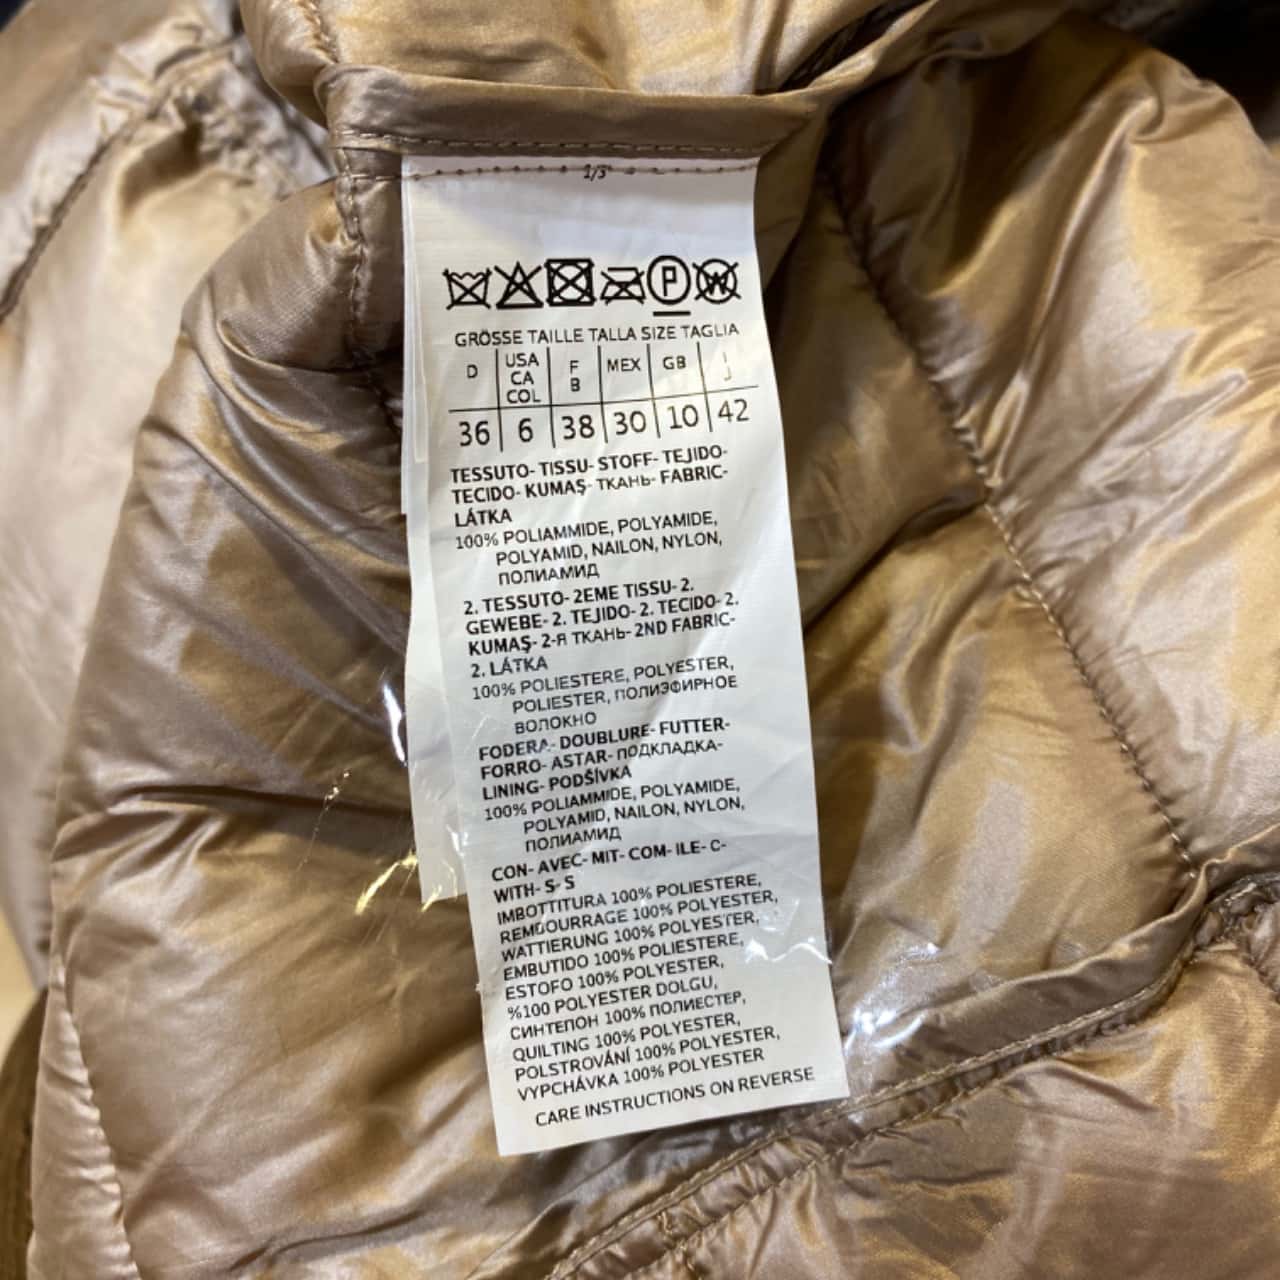 1/3
P W
GRÖSSE TAILLE TALLA SIZE TAGLIA
D USA CA COL F B MEX GB I J
36 6 38 30 10 42
TESSUTO- TISSU- STOFF- TEJIDO-
TECIDO- KUMAŞ- ТКАНЬ- FABRIC-
LÁTKA
100% POLIAMMIDE, POLYAMIDE,
POLYAMID, NAILON, NYLON,
ПОЛИАМИД
2. TESSUTO- 2EME TISSU- 2.
GEWEBE- 2. TEJIDO- 2. TECIDO- 2.
KUMAŞ- 2-Я ТКАНЬ- 2ND FABRIC-
2. LÁTKA
100% POLIESTERE, POLYESTER,
POLIESTER, ПОЛИЭФИРНОЕ
ВОЛОКНО
FODERA- DOUBLURE- FUTTER-
FORRO- ASTAR- ПОДКЛАДКА-
LINING- PODŠÍVKA
100% POLIAMMIDE, POLYAMIDE,
POLYAMID, NAILON, NYLON,
ПОЛИАМИД
CON- AVEC- MIT- COM- ILE- C-
WITH- S- S
IMBOTTITURA 100% POLIESTERE,
REMBOURRAGE 100% POLYESTER,
WATTIERUNG 100% POLYESTER,
EMBUTIDO 100% POLIESTERE,
ESTOFO 100% POLYESTER,
%100 POLYESTER DOLGU,
СИНТЕПОН 100% ПОЛИЕСТЕР,
QUILTING 100% POLYESTER,
POLSTROVÁNÍ 100% POLYESTER,
VYPCHÁVKA 100% POLYESTER
CARE INSTRUCTIONS ON REVERSE